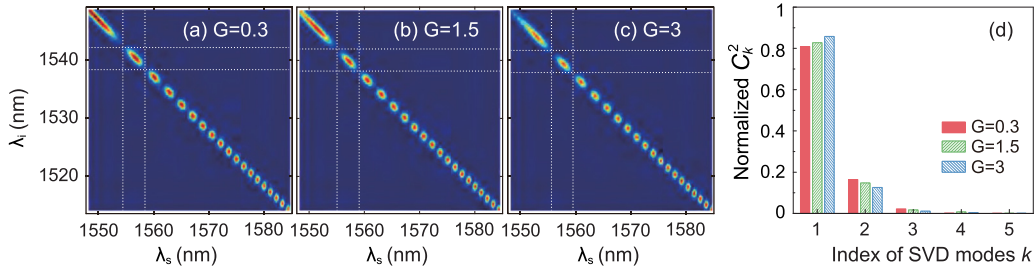 (a) G=0.3
(b) G=1.5
(c) G=3
(d)
λi (nm)
1540
1530
1520
1550 1560 1570 1580
1550 1560 1570 1580
1550 1560 1570 1580
λs (nm)
λs (nm)
λs (nm)
Normalized C²k
1
0.8
0.6
0.4
0.2
0
G=0.3
G=1.5
G=3
1 2 3 4 5
Index of SVD modes k